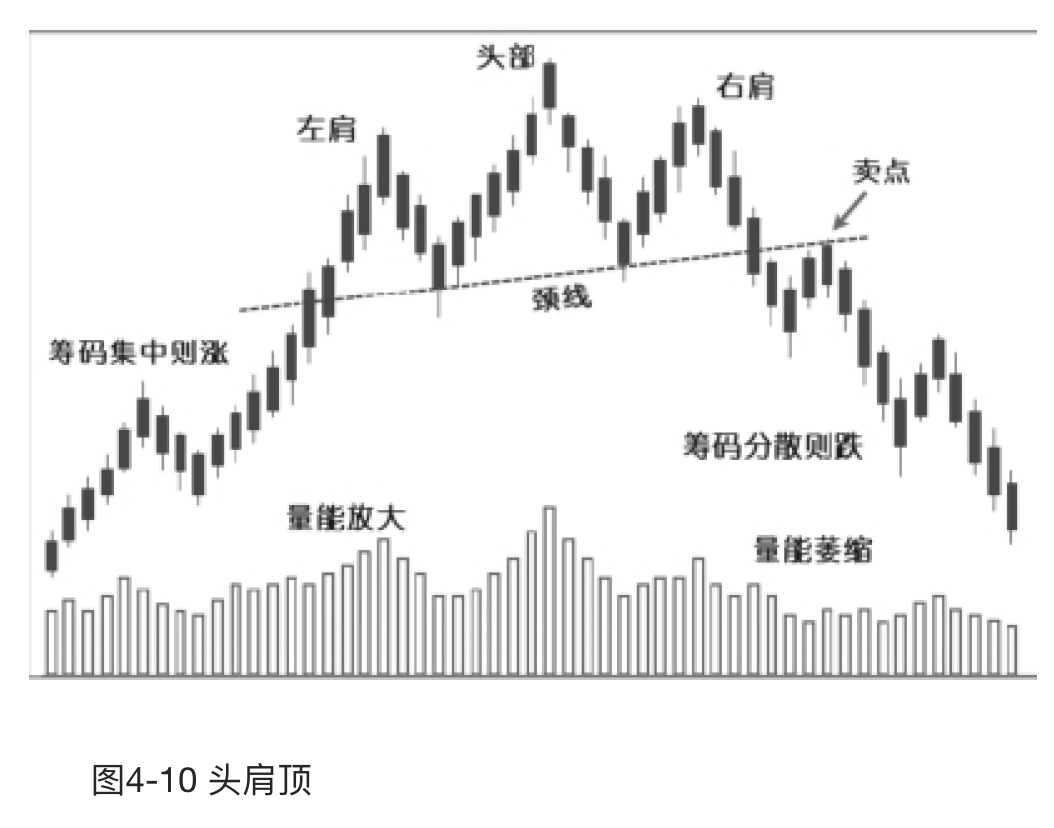 头部
右肩
左肩
卖点
颈线
筹码集中则涨
筹码分散则跌
量能放大
量能萎缩
图4-10 头肩顶